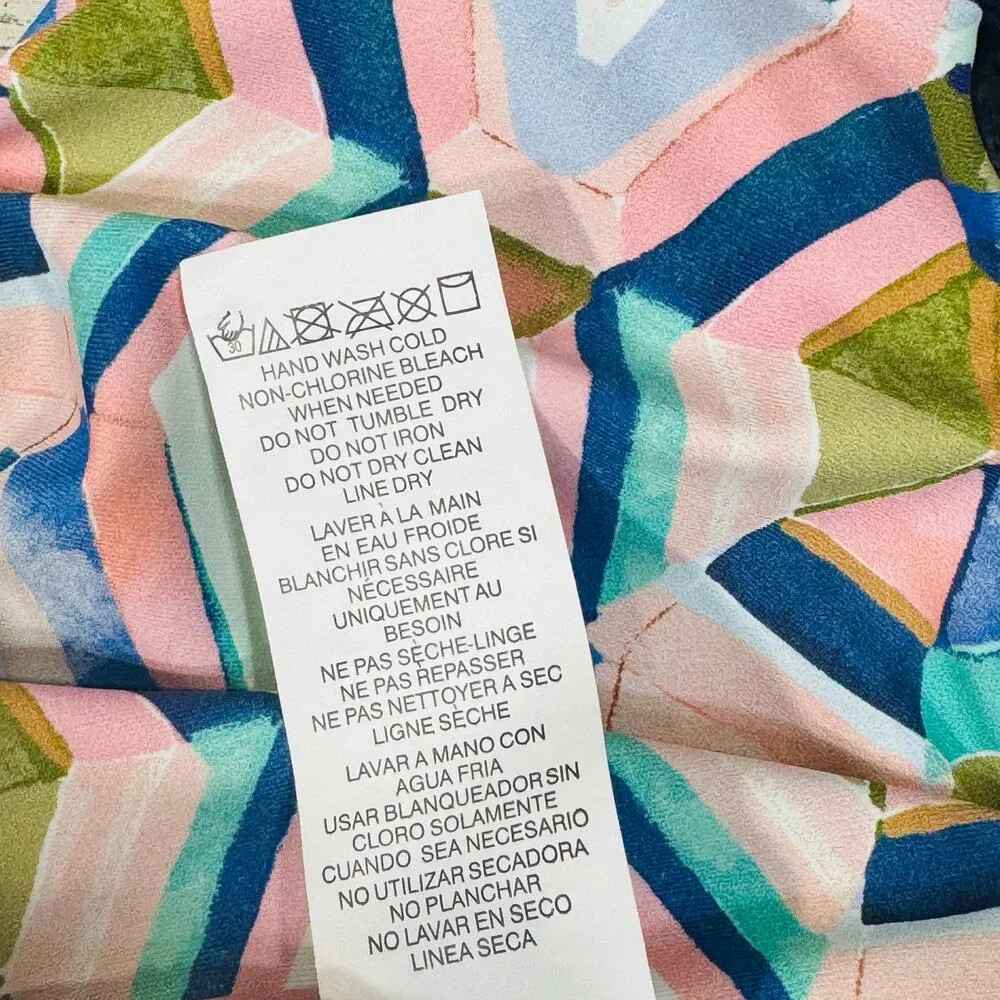 30
HAND WASH COLD
NON-CHLORINE BLEACH
WHEN NEEDED
DO NOT TUMBLE DRY
DO NOT IRON
DO NOT DRY CLEAN
LINE DRY
LAVER À LA MAIN
EN EAU FROIDE
BLANCHIR SANS CLORE SI
NÉCESSAIRE
UNIQUEMENT AU
BESOIN
NE PAS SÈCHE-LINGE
NE PAS REPASSER
NE PAS NETTOYER A SEC
LIGNE SÈCHE
LAVAR A MANO CON
AGUA FRIA
USAR BLANQUEADOR SIN
CLORO SOLAMENTE
CUANDO SEA NECESARIO
NO UTILIZAR SECADORA
NO PLANCHAR
NO LAVAR EN SECO
LINEA SECA